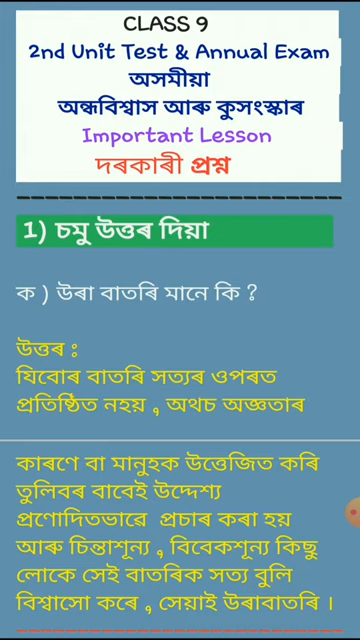 CLASS 9
2nd Unit Test & Annual Exam
অসমীয়া
অন্ধবিশ্বাস আৰু কুসংস্কাৰ
Important Lesson
দৰকাৰী প্ৰশ্ন
1) চমু উত্তৰ দিয়া
ক ) উৰা বাতৰি মানে কি ?
উত্তৰ ঃ
যিবোৰ বাতৰি সত্যৰ ওপৰত
প্ৰতিষ্ঠিত নহয় , অথচ অজ্ঞতাৰ
কাৰণে বা মানুহক উত্তেজিত কৰি
তুলিবৰ বাবেই উদ্দেশ্য
প্ৰণোদিতভাৱে প্ৰচাৰ কৰা হয়
আৰু চিন্তাশূন্য , বিবেকশূন্য কিছু
লোকে সেই বাতৰিক সত্য বুলি
বিশ্বাসো কৰে , সেয়াই উৰাবাতৰি ।